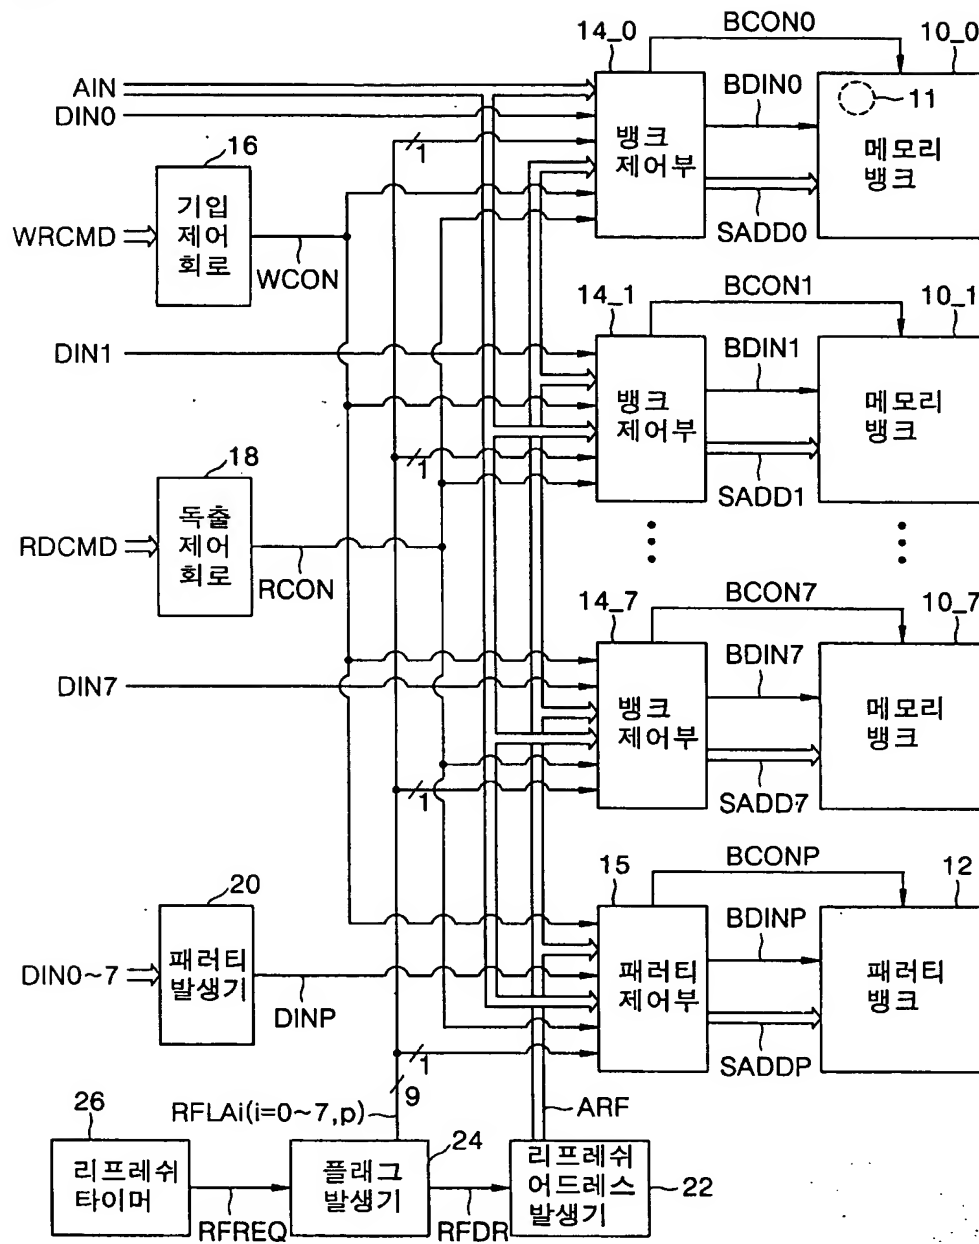 14_0
BCON0
10_0
AIN
DIN0
BDIN0
11
1
16
뱅크
제어부
메모리
뱅크
기입
제어
회로
WRCMD
WCON
SADD0
14_1
BCON1
10_1
DIN1
BDIN1
뱅크
제어부
메모리
뱅크
18
1
SADD1
독출
제어
회로
RDCMD
RCON
14_7
BCON7
10_7
BDIN7
DIN7
뱅크
제어부
메모리
뱅크
1
SADD7
15
BCONP
12
20
BDINP
패러티
발생기
DIN0~7
DINP
패러티
제어부
패러티
뱅크
1
SADDP
9
26
RFLAi(i=0~7,p)
24
ARF
리프레쉬
타이머
플래그
발생기
리프레쉬
어드레스
발생기
22
RFREQ
RFDR